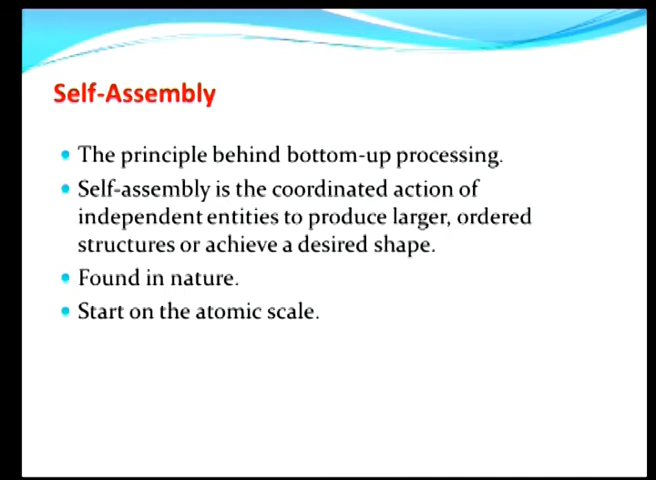 Self-Assembly
• The principle behind bottom-up processing.
• Self-assembly is the coordinated action of
independent entities to produce larger, ordered
structures or achieve a desired shape.
• Found in nature.
• Start on the atomic scale.